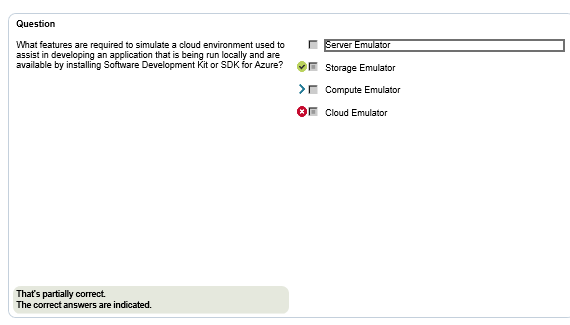 Question
What features are required to simulate a cloud environment used to
assist in developing an application that is being run locally and are
available by installing Software Development Kit or SDK for Azure?
Server Emulator
Storage Emulator
Compute Emulator
Cloud Emulator
That's partially correct.
The correct answers are indicated.